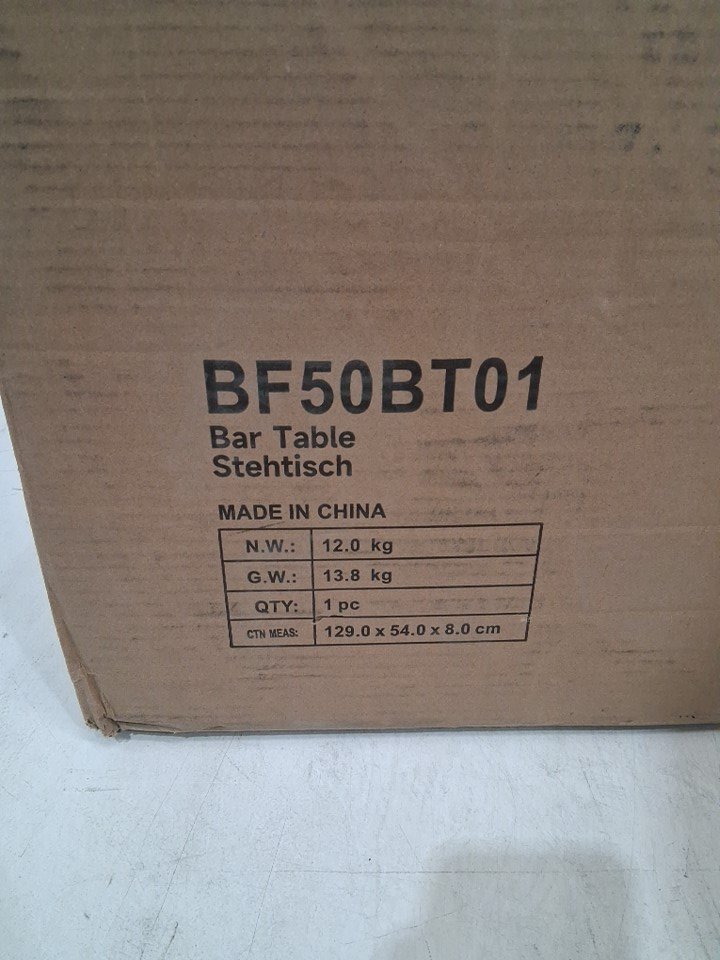 BF50BT01
Bar Table
Stehtisch
MADE IN CHINA
N.W.: 12.0 kg
G.W.: 13.8 kg
QTY: 1 pc
CTN MEAS: 129.0 x 54.0 x 8.0 cm